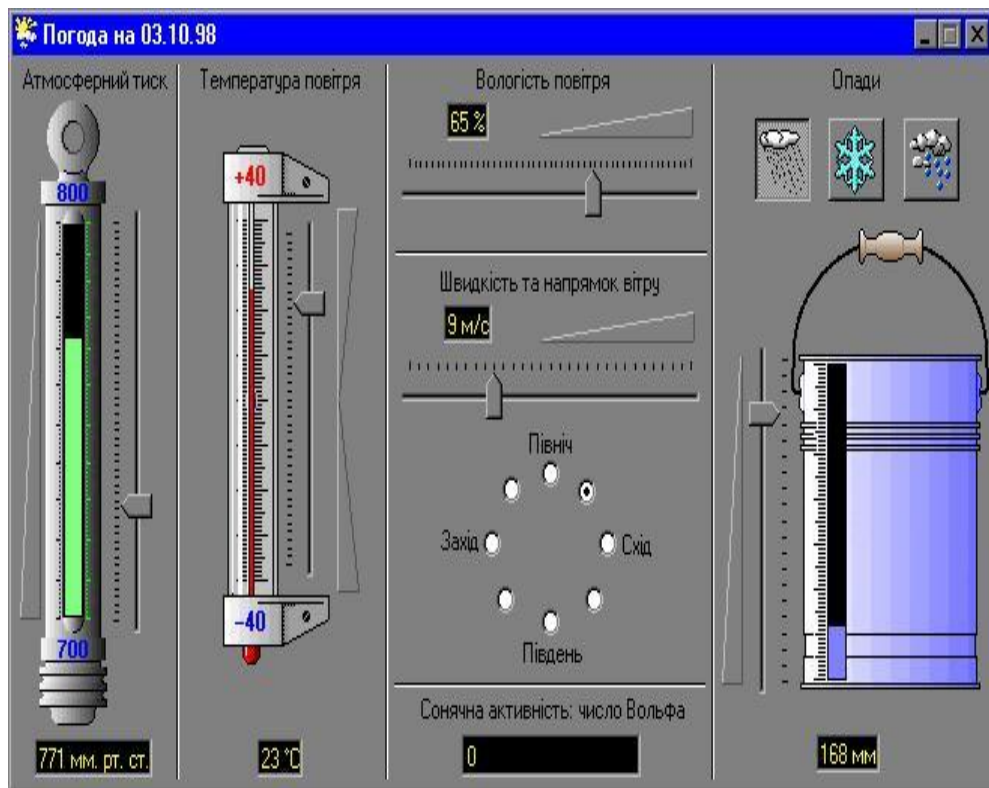 Погода на 03.10.98
Атмосферний тиск
800
700
771 мм. рт. ст.
Температура повітря
+40
-40
23 °C
Вологість повітря
65 %
Швидкість та напрямок вітру
9 м/с
Північ
Захід
Схід
Південь
Сонячна активність: число Вольфа
0
Опади
168 мм